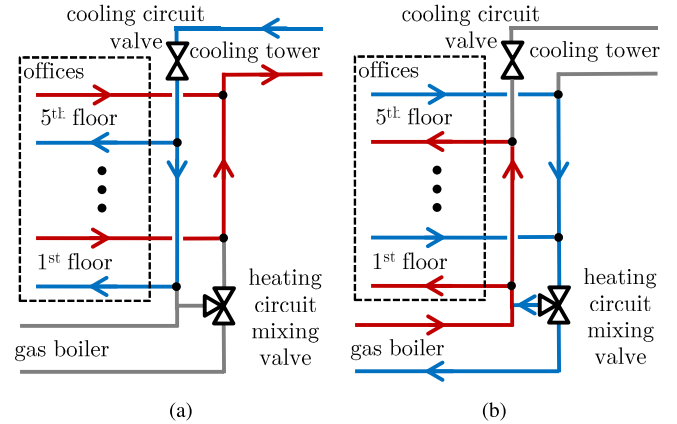 cooling circuit
valve
cooling tower
offices
5th floor
1st floor
heating
circuit
mixing
valve
gas boiler
(a)
cooling circuit
valve
cooling tower
offices
5th floor
1st floor
heating
circuit
mixing
valve
gas boiler
(b)